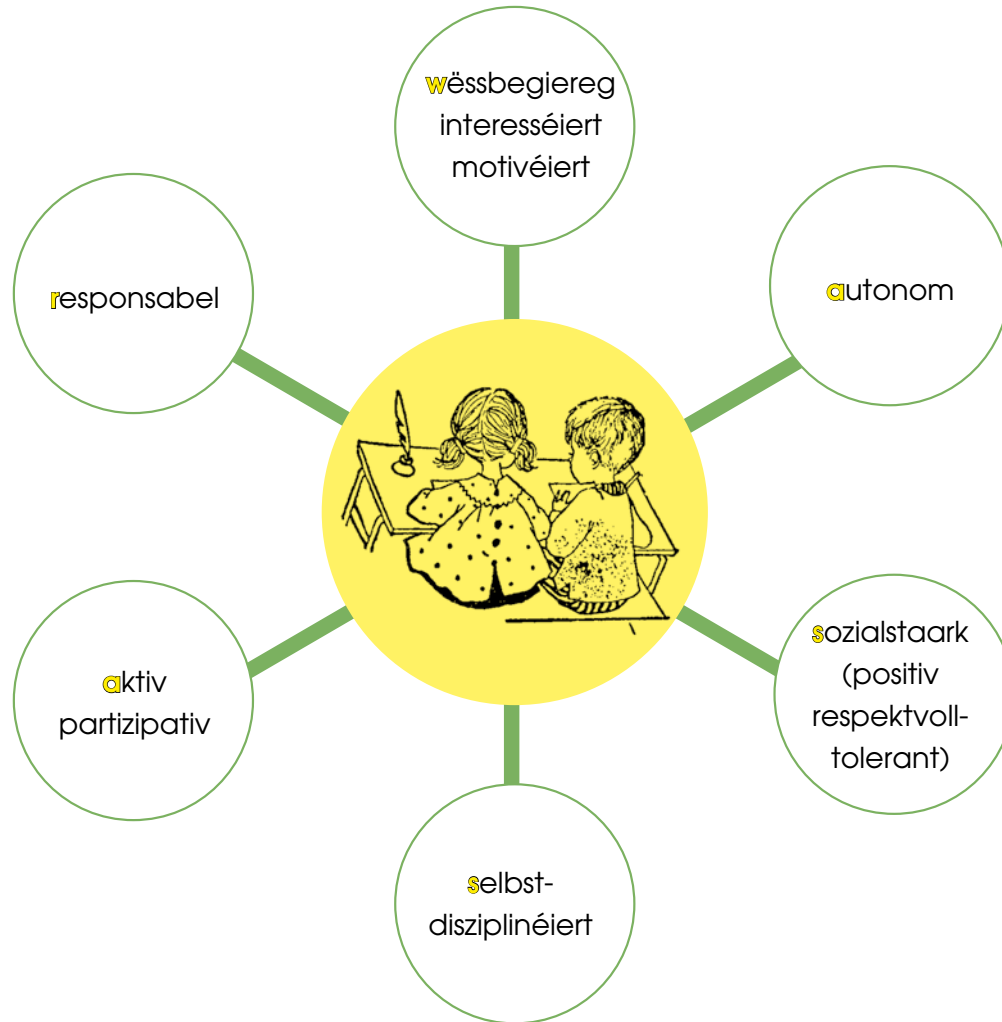 wëssbegiereg
interesséiert
motivéiert
autonom
sozialstaark
(positiv
respektvoll-
tolerant)
selbst-
disziplinéiert
aktiv
partizipativ
responsabel